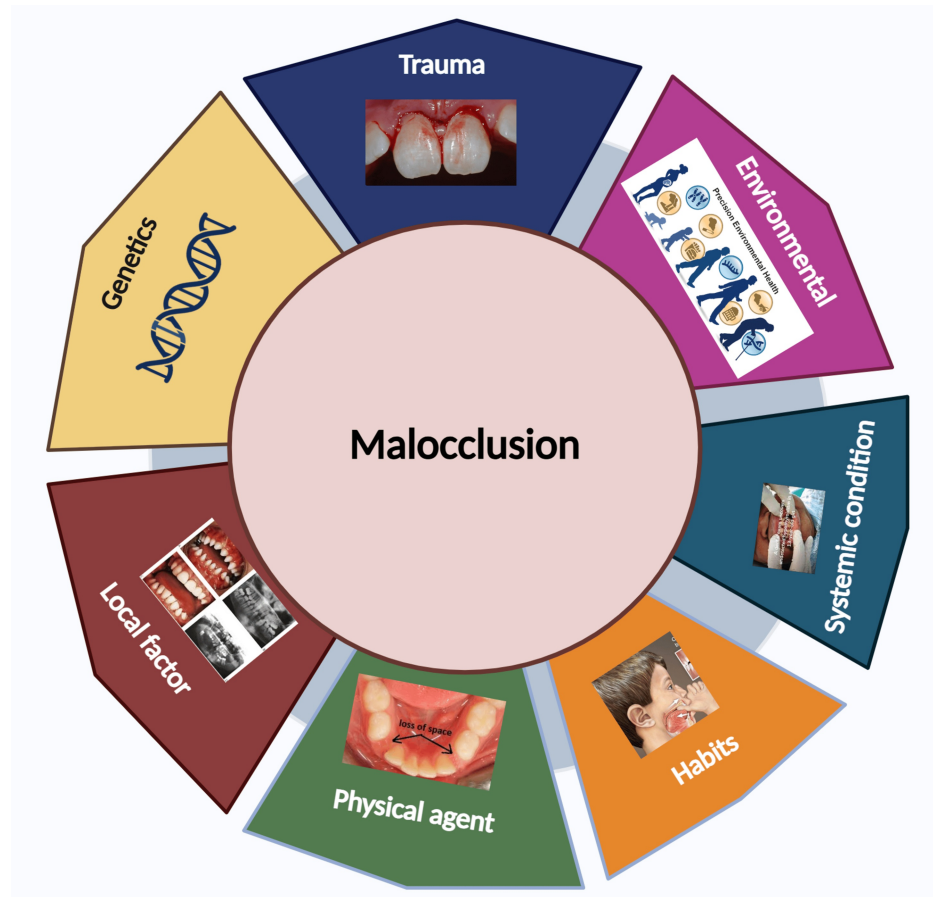 Trauma
Environmental
Precision Environmental Health
Genetics
Malocclusion
Systemic condition
Local factor
loss of space
Habits
Physical agent